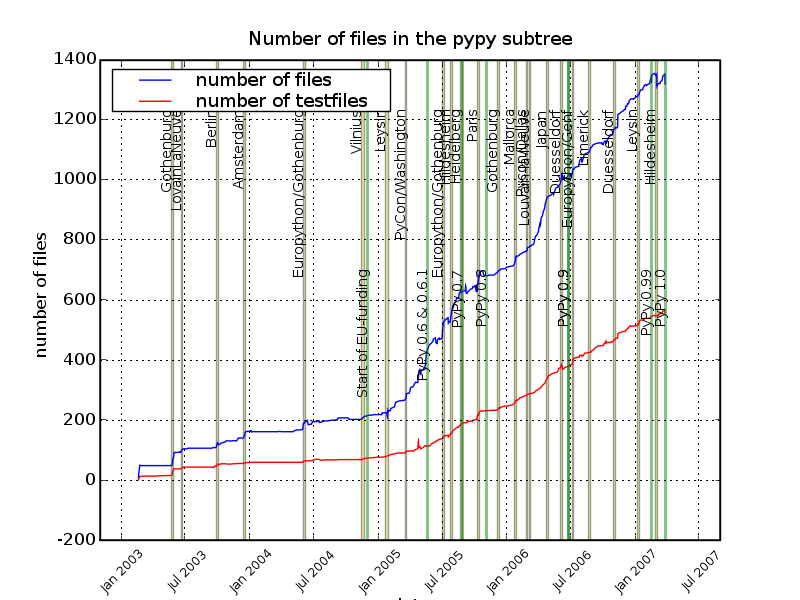 Number of files in the pypy subtree
number of files
number of testfiles
1400
1200
1000
800
600
400
200
0
-200
number of files
Gothenburg
LovainLaNeuve
Berlin
Amsterdam
Europython/Gothenburg
Vilnius
Leysin
PyCon/Washington
Europython/Gothenburg
Hildesheim
Heidelberg
Paris
Gothenburg
Mallorca
Duesseldorf
Europython/Genf
Japan
Limerick
Duesseldorf
Leysin
Hildesheim
Start of EU-funding
PyPy 0.6 & 0.6.1
PyPy 0.7
PyPy 0.8
PyPy 0.9
PyPy 0.99
PyPy 1.0
Jan 2003
Jul 2003
Jan 2004
Jul 2004
Jan 2005
Jul 2005
Jan 2006
Jul 2006
Jan 2007
Jul 2007